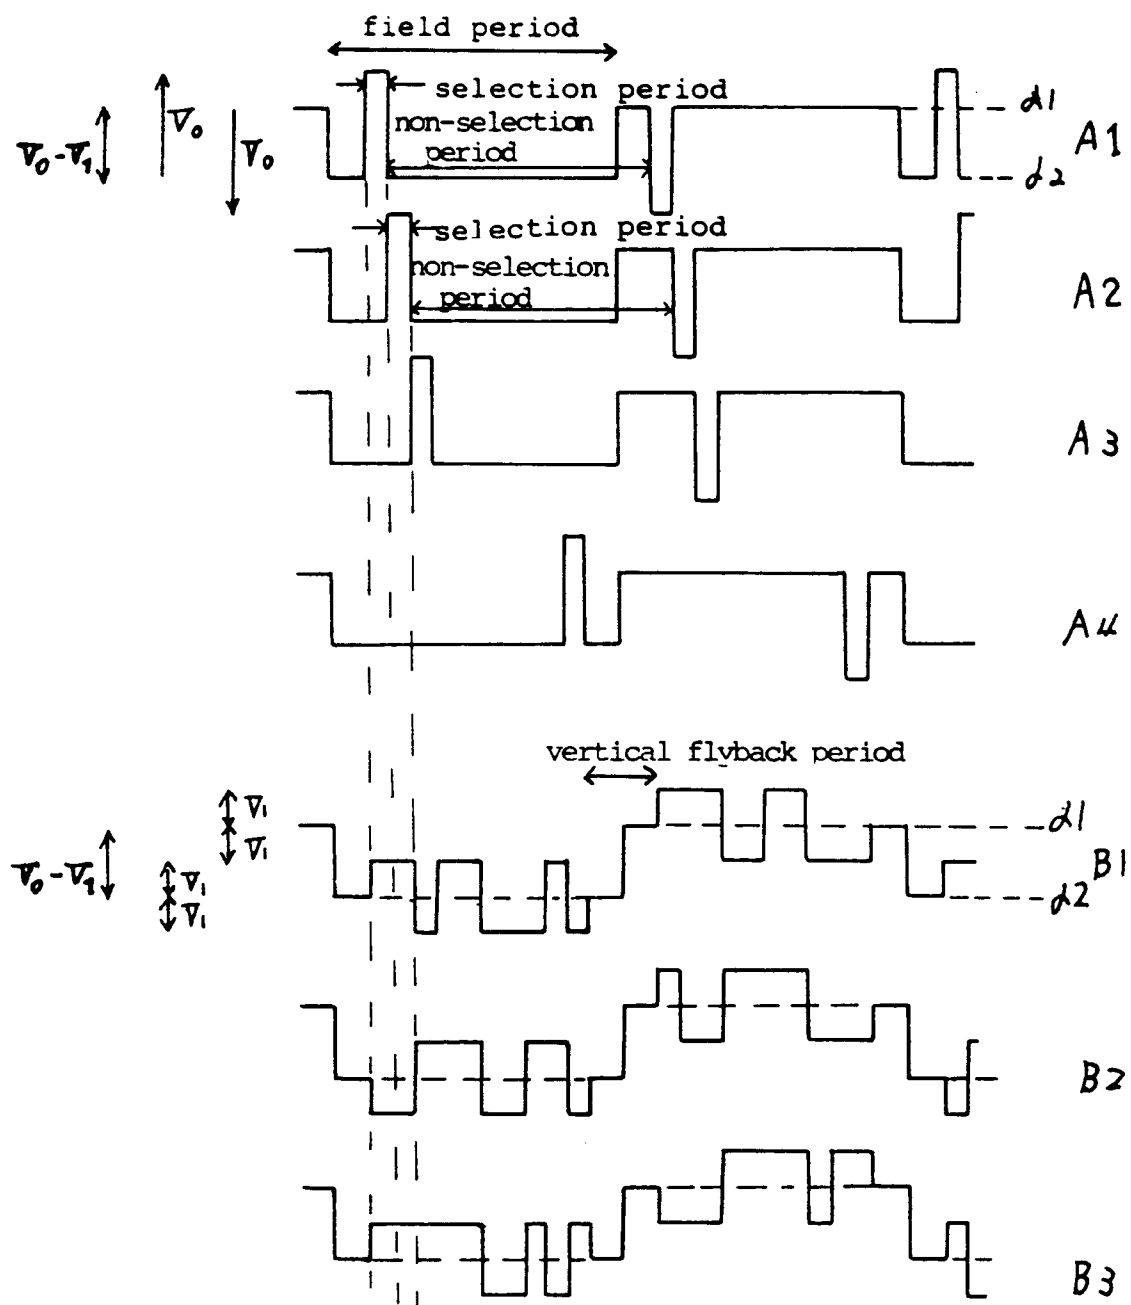 field period
selection period
V₀
V₀-V₁
V₀
non-selection
period
α1
A1
α2
selection period
non-selection
period
A2
A3
A4
vertical flyback period
V₁
V₁
α1
V₀-V₁
V₁
V₁
B1
α2
B2
B3